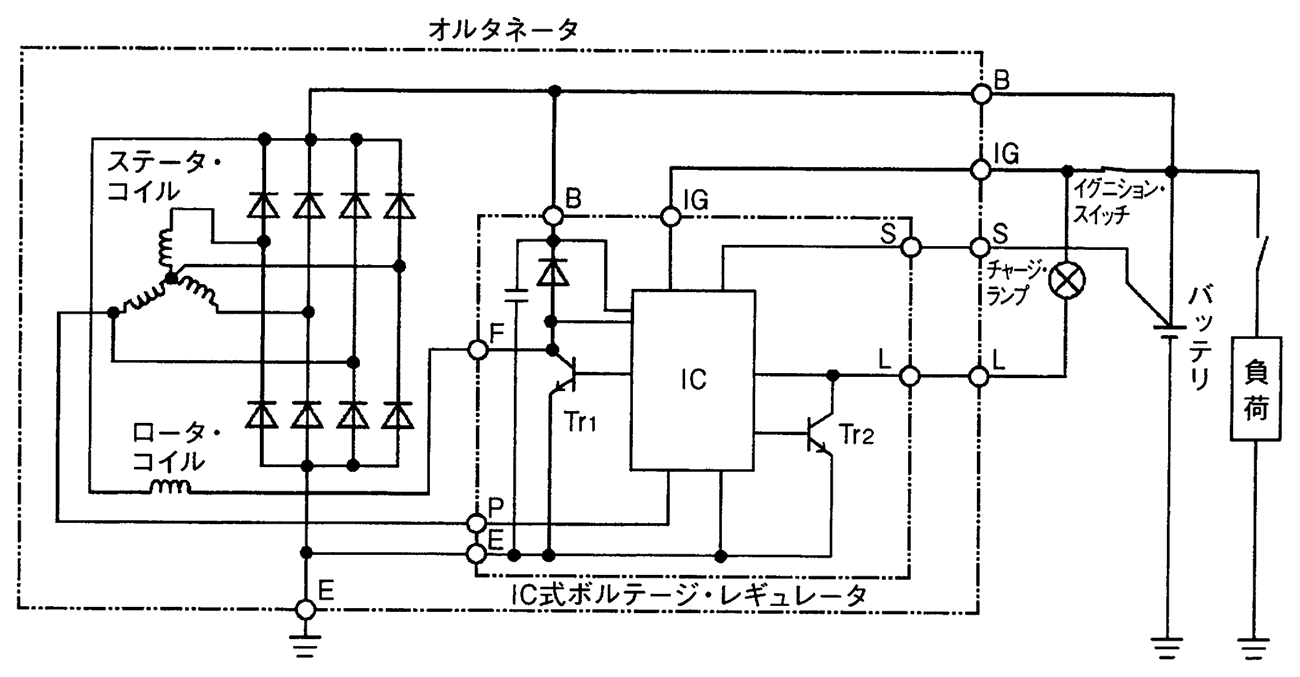 オルタネータ
B
IG
ステータ・
コイル
イグニション・
スイッチ
B
IG
S
S
チャージ・
ランプ
バッテリ
F
L
L
IC
負荷
Tr1
Tr2
ロータ・
コイル
P
E
E
IC式ボルテージ・レギュレータ